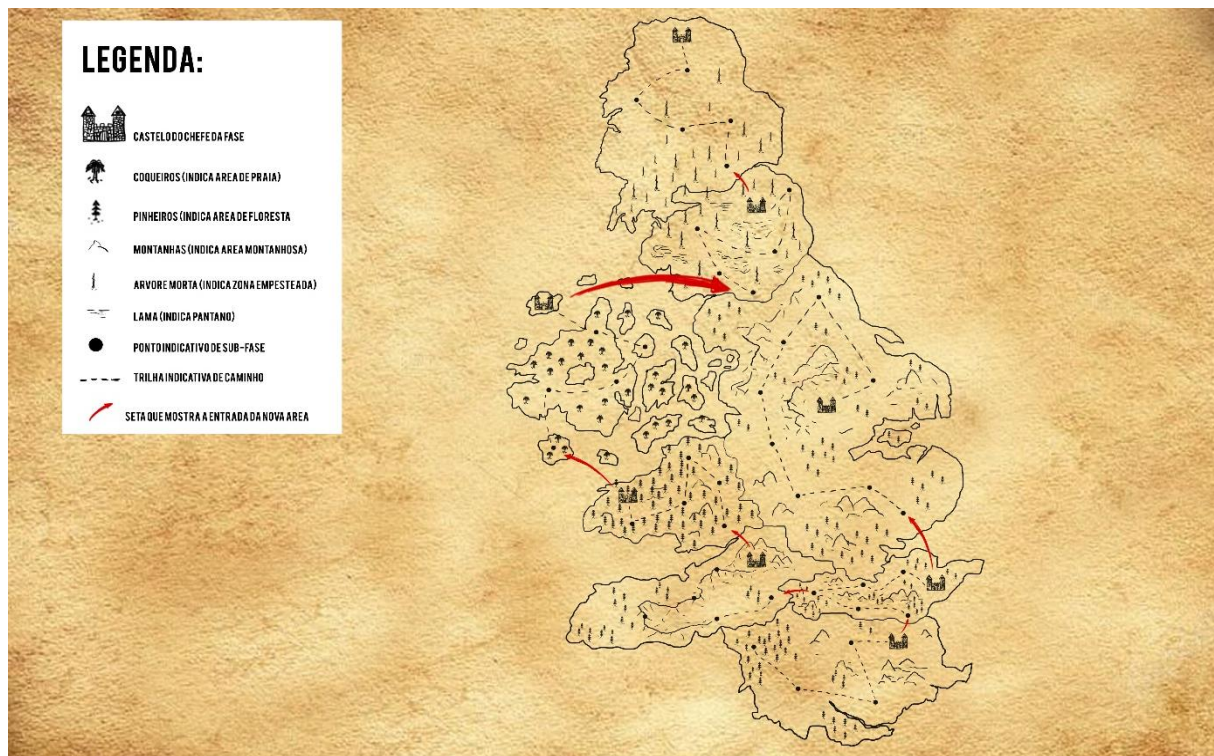 LEGENDA:
CASTELO DO CHEFE DA FASE
COQUEIROS (INDICA AREA DE PRAIA)
PINHEIROS (INDICA AREA DE FLORESTA
MONTANHAS (INDICA AREA MONTANHOSA)
ARVORE MORTA (INDICA ZONA EMPESTEADA)
LAMA (INDICA PANTANO)
PONTO INDICATIVO DE SUB-FASE
TRILHA INDICATIVA DE CAMINHO
SETA QUE MOSTRA A ENTRADA DA NOVA AREA